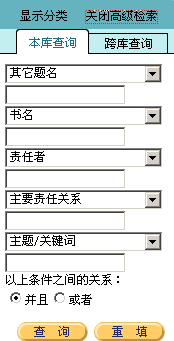 显示分类 关闭高级检索
本库查询 跨库查询
其它题名
书名
责任者
主要责任关系
主题/关键词
以上条件之间的关系：
并且 或者
查 询 重 填